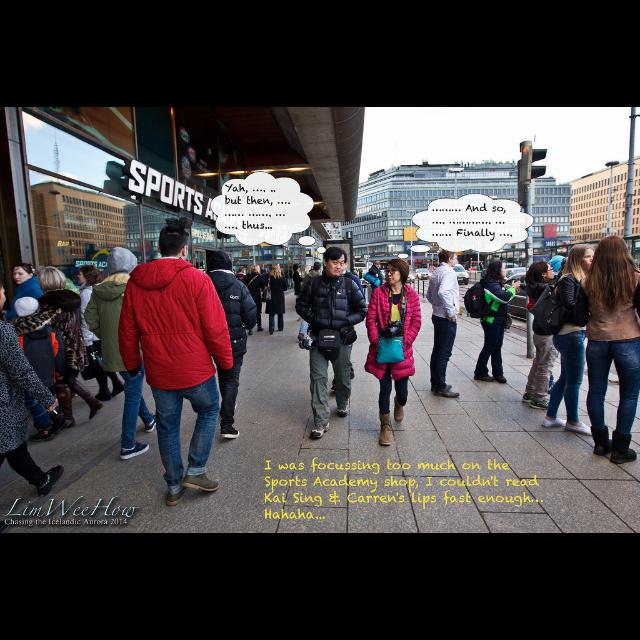 SPORTS A
Yah, .... ..
but then, ....
...... ......, ...
.. thus...
.......... And so,
.... ............ ....
...... Finally ....
I was focussing too much on the
Sports Academy shop, I couldn't read
Kai Sing & Carren's lips fast enough...
Hahaha...
LimWeeHow
Chasing the Icelandic Aurora 2014